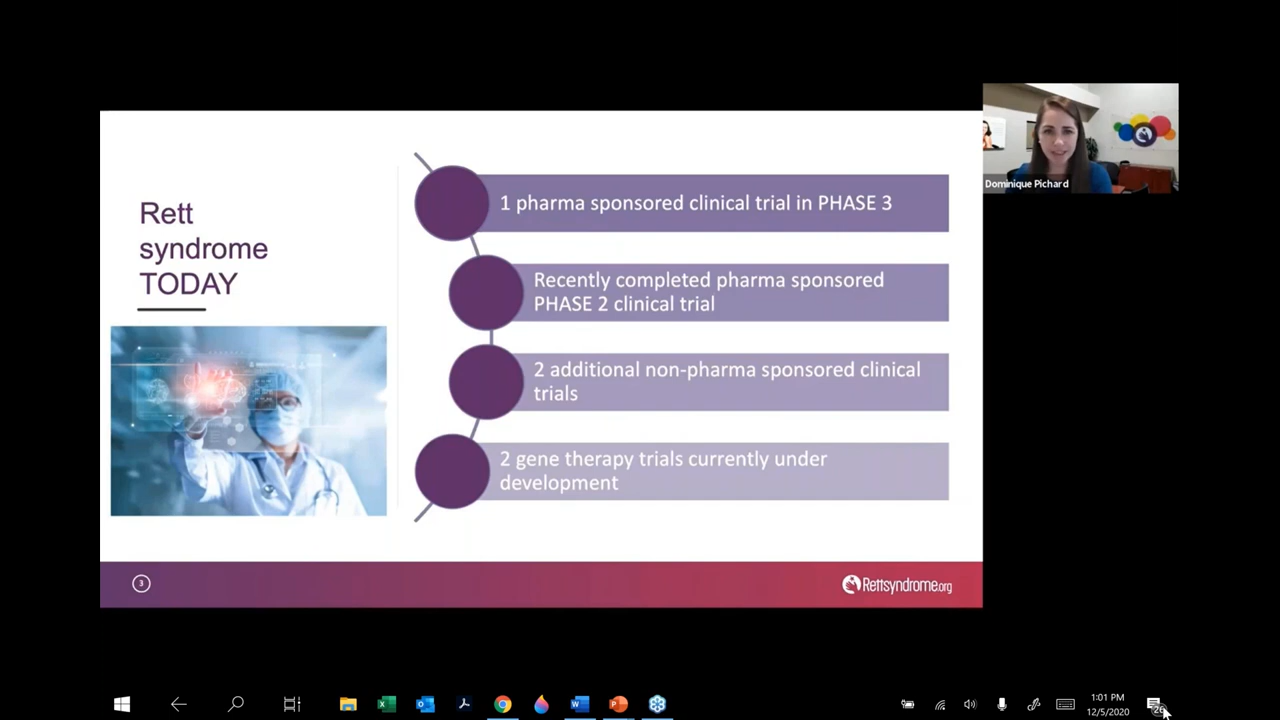 Rett
syndrome
TODAY
1 pharma sponsored clinical trial in PHASE 3
Recently completed pharma sponsored
PHASE 2 clinical trial
2 additional non-pharma sponsored clinical
trials
2 gene therapy trials currently under
development
3
Rettsyndrome.org
Dominique Pichard
1:01 PM
12/5/2020